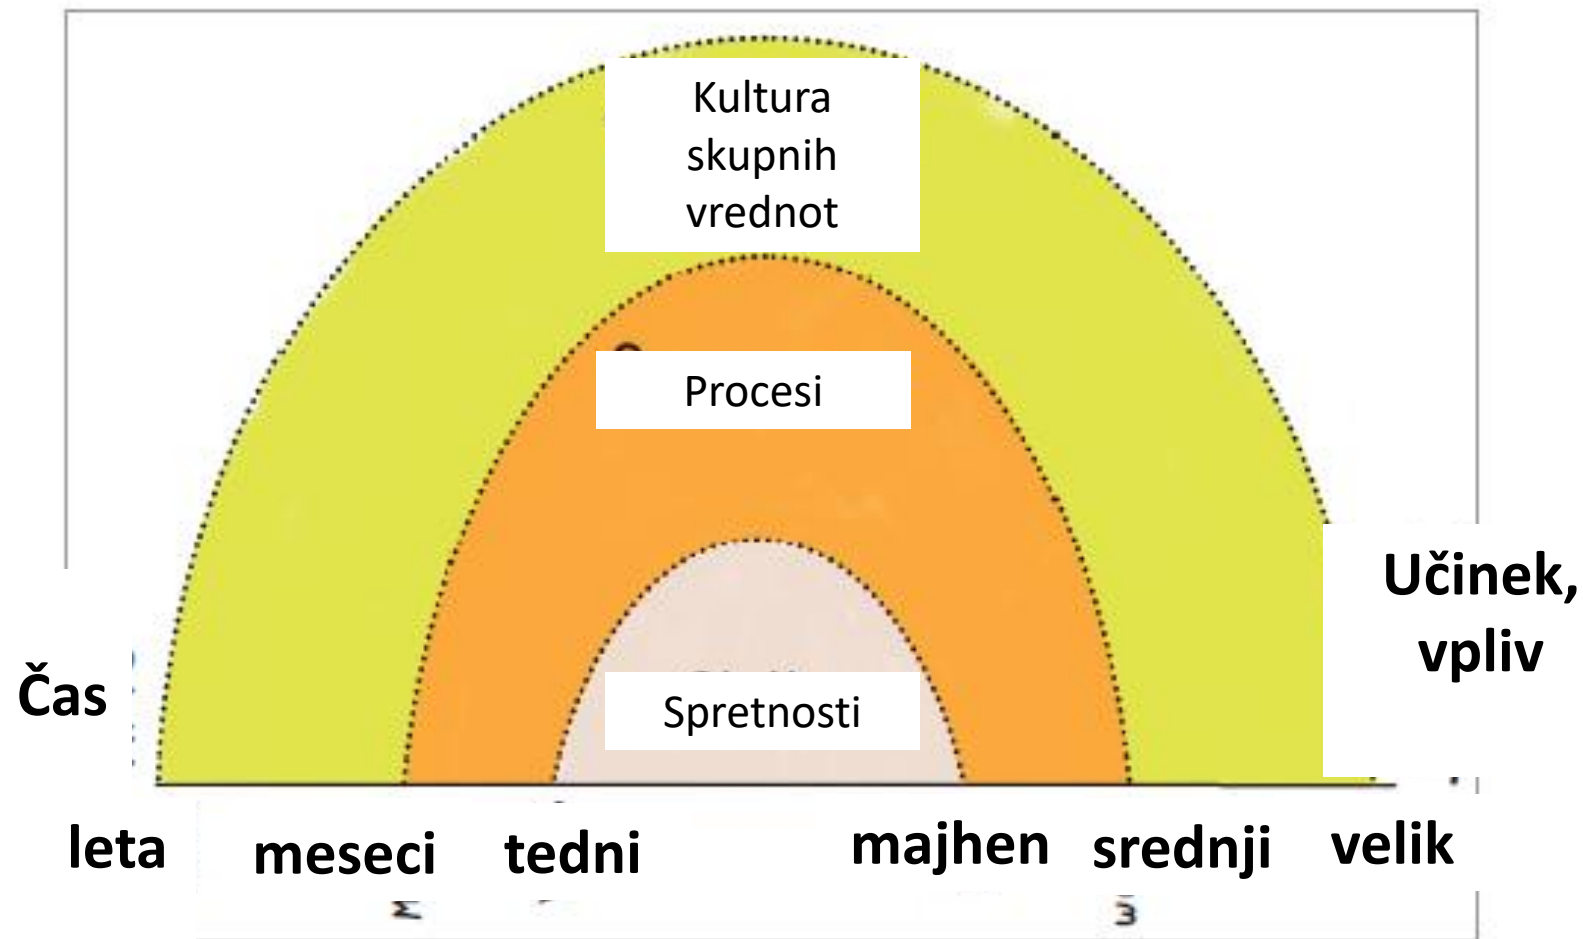 Kultura
skupnih
vrednot
Procesi
Učinek,
vpliv
Čas
Spretnosti
leta
meseci
tedni
majhen
srednji
velik